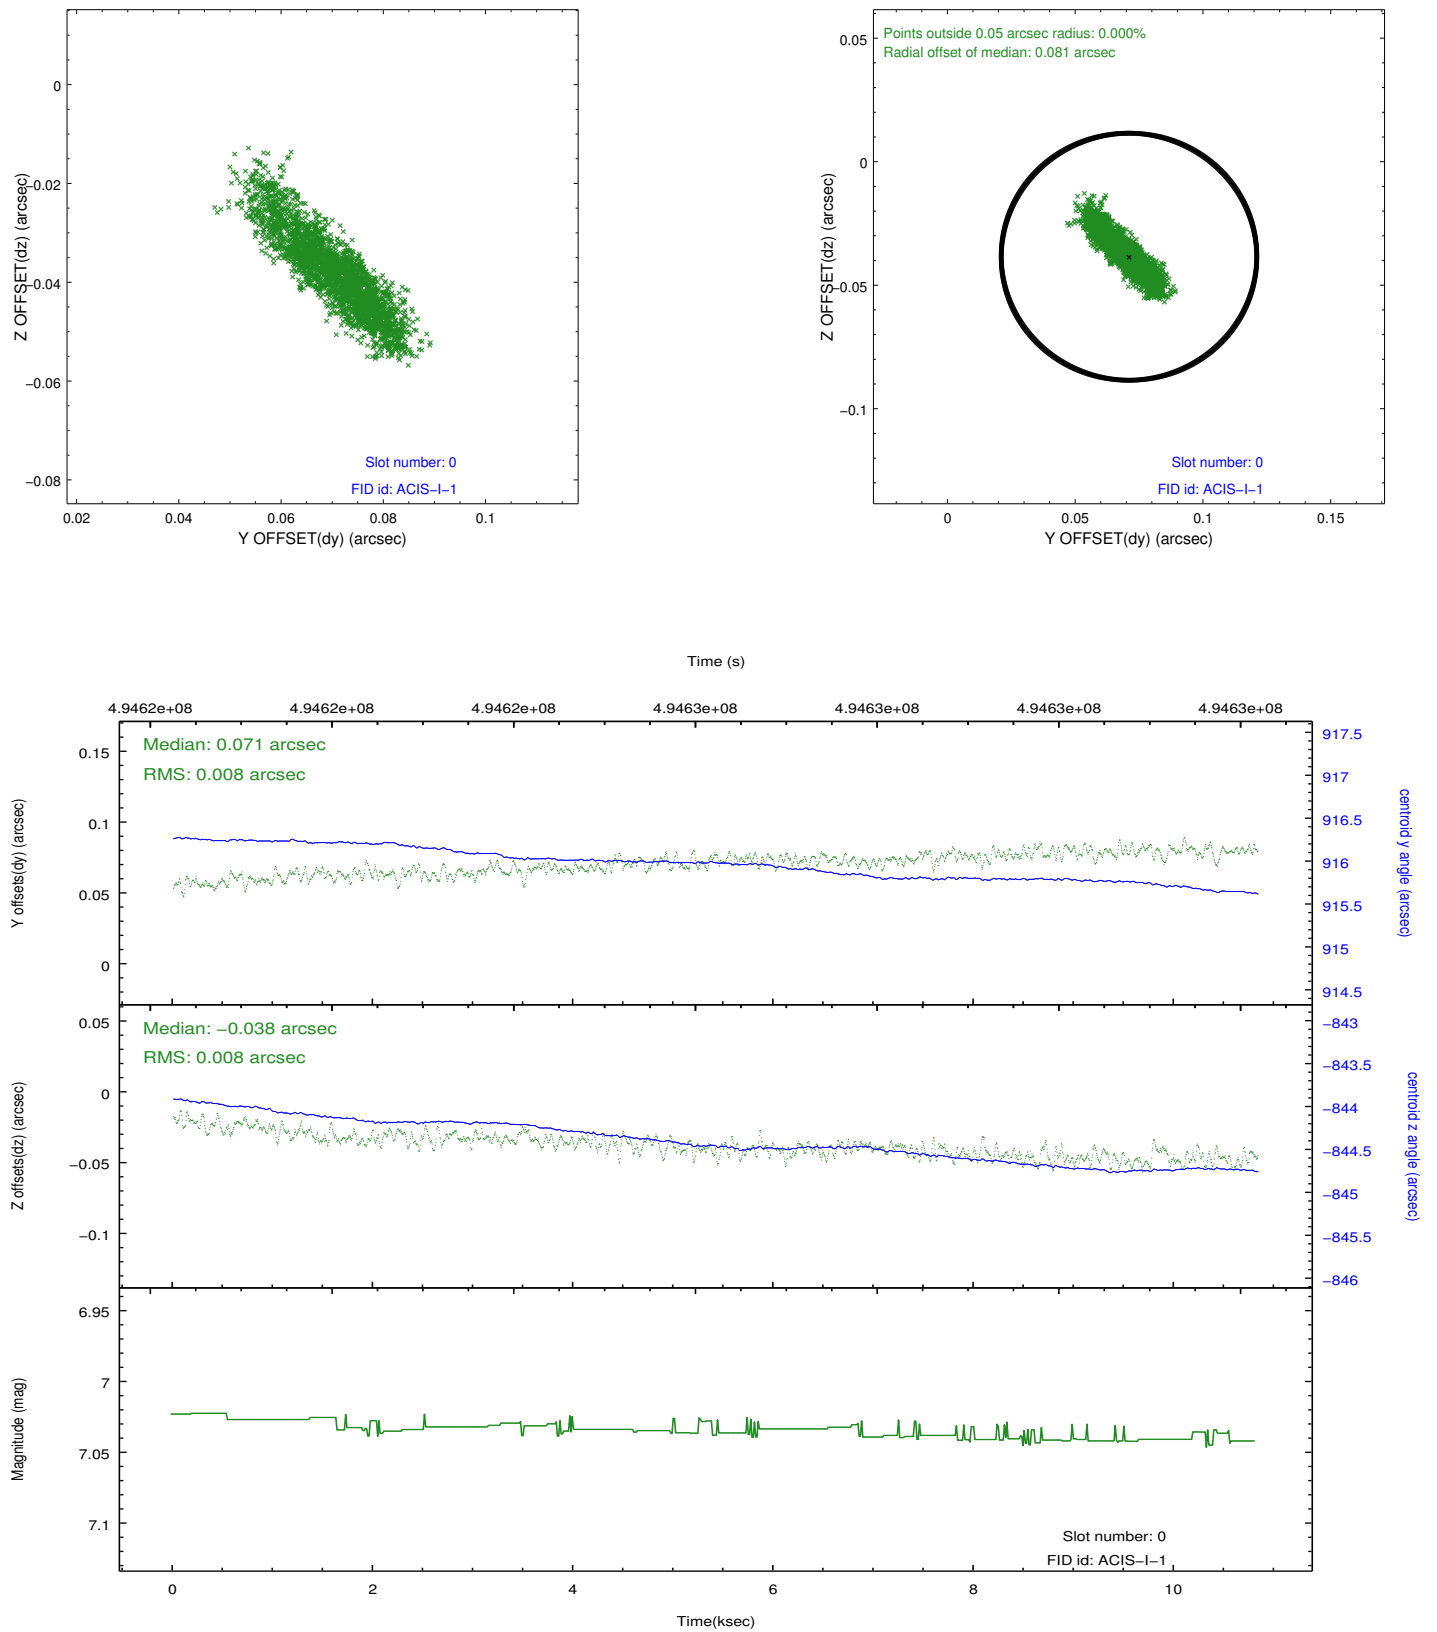 Z OFFSET(dz) (arcsec)
0
−0.02
−0.04
−0.06
−0.08
Slot number: 0
FID id: ACIS−I−1
0.02 0.04 0.06 0.08 0.1
Y OFFSET(dy) (arcsec)
Points outside 0.05 arcsec radius: 0.000%
Radial offset of median: 0.081 arcsec
Z OFFSET(dz) (arcsec)
0.05
0
−0.05
−0.1
Slot number: 0
FID id: ACIS−I−1
0 0.05 0.1 0.15
Y OFFSET(dy) (arcsec)
Time (s)
4.9462e+08 4.9462e+08 4.9462e+08 4.9463e+08 4.9463e+08 4.9463e+08 4.9463e+08
Y offsets(dy) (arcsec)
0.15
0.1
0.05
0
Median: 0.071 arcsec
RMS: 0.008 arcsec
917.5
917
916.5
916
915.5
915
914.5
centroid y angle (arcsec)
Z offsets(dz) (arcsec)
0.05
0
−0.05
−0.1
Median: −0.038 arcsec
RMS: 0.008 arcsec
−843
−843.5
−844
−844.5
−845
−845.5
−846
centroid z angle (arcsec)
Magnitude (mag)
6.95
7
7.05
7.1
Slot number: 0
FID id: ACIS−I−1
0 2 4 6 8 10
Time(ksec)